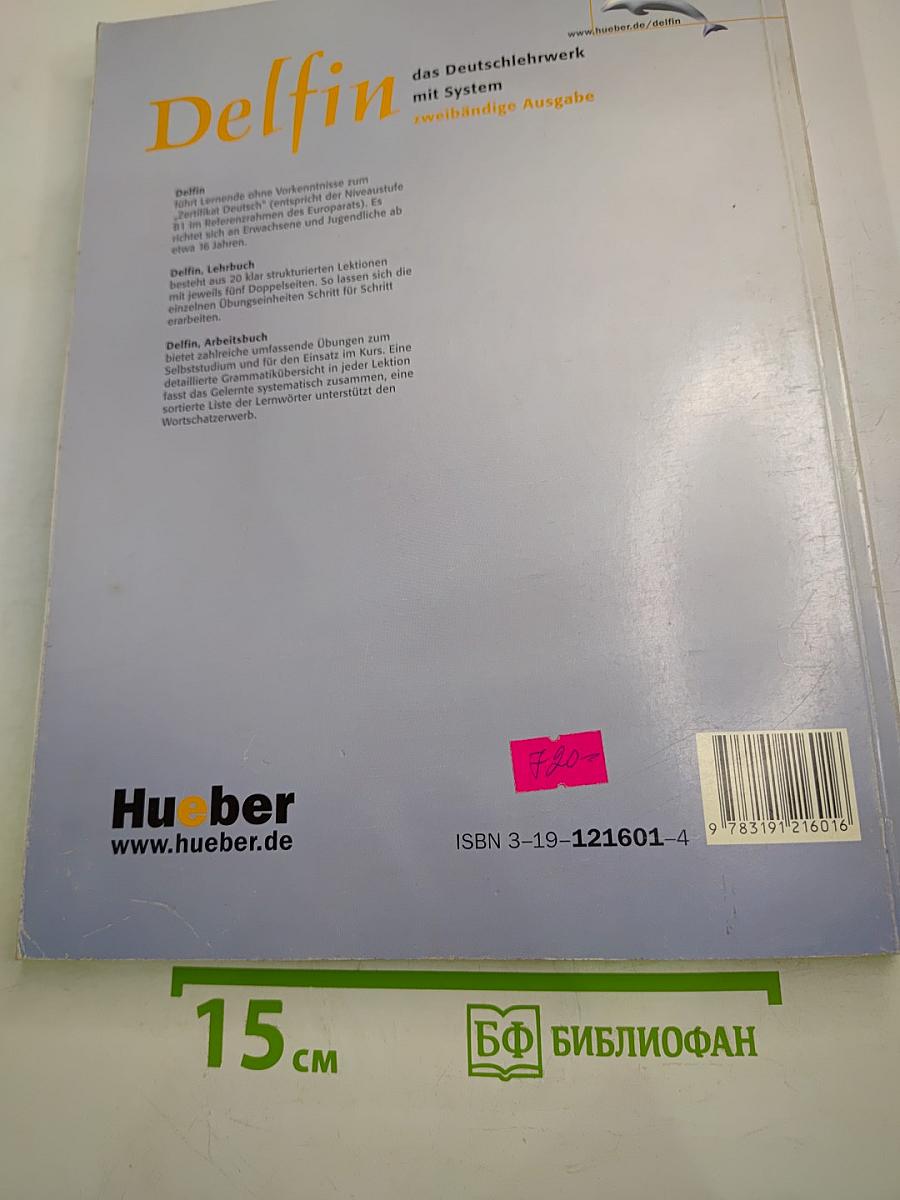 www.hueber.de/delfin
Delfin
das Deutschlehrwerk
mit System
zweibändige Ausgabe
Delfin
führt Lernende ohne Vorkenntnisse zum
„Zertifikat Deutsch“ (entspricht der Niveaustufe
B1 im Referenzrahmen des Europarats). Es
richtet sich an Erwachsene und Jugendliche ab
etwa 16 Jahren.
Delfin, Lehrbuch
besteht aus 20 klar strukturierten Lektionen
mit jeweils fünf Doppelseiten. So lassen sich die
einzelnen Übungseinheiten Schritt für Schritt
erarbeiten.
Delfin, Arbeitsbuch
bietet zahlreiche umfassende Übungen zum
Selbststudium und für den Einsatz im Kurs. Eine
detaillierte Grammatikübersicht in jeder Lektion
fasst das Gelernte systematisch zusammen, eine
sortierte Liste der Lernwörter unterstützt den
Wortschatzerwerb.
720-=
Hueber
www.hueber.de
ISBN 3-19-121601-4
9 783191 216016
15 см
БФ БИБЛИОФАН